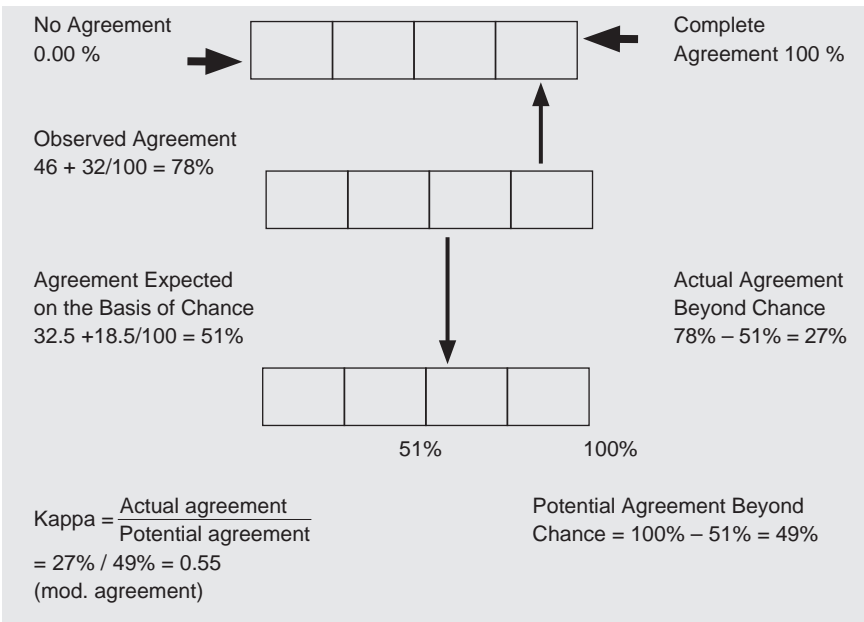 No Agreement
0.00 %
Complete
Agreement 100 %
Observed Agreement
46 + 32/100 = 78%
Agreement Expected
on the Basis of Chance
32.5 +18.5/100 = 51%
Actual Agreement
Beyond Chance
78% – 51% = 27%
51% 100%
Kappa = Actual agreement
Potential agreement
= 27% / 49% = 0.55
(mod. agreement)
Potential Agreement Beyond
Chance = 100% – 51% = 49%